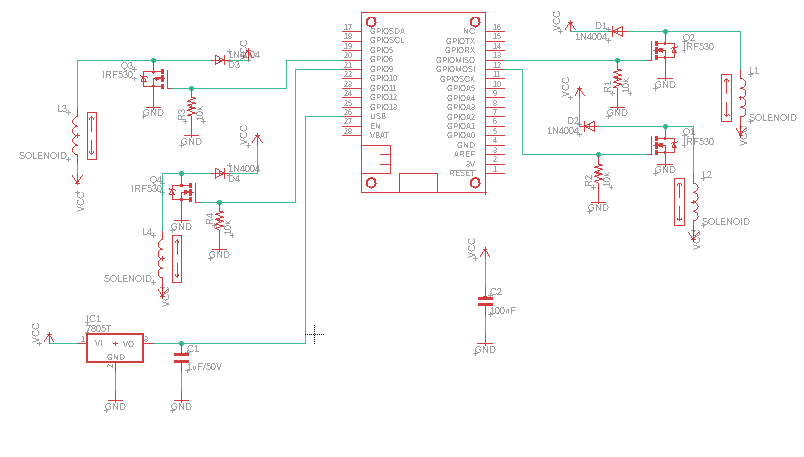 VCC
1N4004
D3
Q3
IRF530
GND
R3
10k
GND
L3
SOLENOID
VCC
VCC
1N4004
D4
Q4
IRF530
GND
R4
10k
GND
L4
SOLENOID
VCC
17 GPIOSDA
18 GPIOSCL
19 GPIO5
20 GPIO6
21 GPIO9
22 GPIO10
23 GPIO11
24 GPIO12
25 GPIO13
26 USB
27 EN
28 VBAT
NC 16
GPIOTX 15
GPIORX 14
GPIOMISO 13
GPIOMOSI 12
GPIOSCK 11
GPIOA5 10
GPIOA4 9
GPIOA3 8
GPIOA2 7
GPIOA1 6
GPIOA0 5
GND 4
AREF 3
3V 2
RESET 1
VCC
D1
1N4004
Q2
IRF530
GND
R1
10k
GND
L1
SOLENOID
VCC
VCC
D2
1N4004
Q1
IRF530
GND
R2
10k
GND
L2
SOLENOID
VCC
VCC
C2
100nF
GND
VCC
IC1
7805T
1 VI VO 3
GND
2
GND
C1
1uF/50V
GND